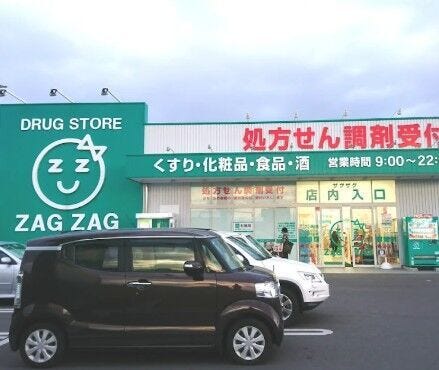 DRUG STORE
zz
ZAG ZAG
処方せん調剤受付
くすり・化粧品・食品・酒
営業時間 9:00〜22:
処方せん調剤受付
ザグザグ
店内入口